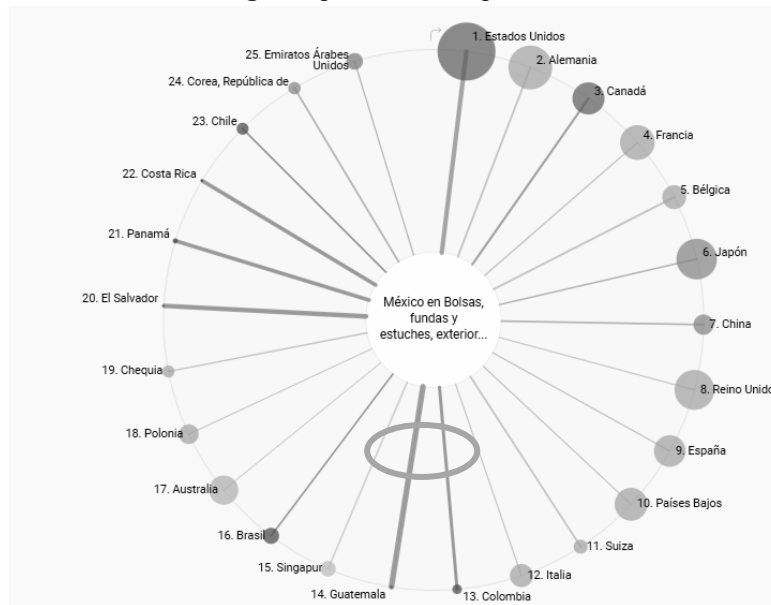 1. Estados Unidos
2. Alemania
3. Canadá
4. Francia
5. Bélgica
6. Japón
7. China
8. Reino Unido
9. España
10. Países Bajos
11. Suiza
12. Italia
13. Colombia
14. Guatemala
15. Singapur
16. Brasil
17. Australia
18. Polonia
19. Chequia
20. El Salvador
21. Panamá
22. Costa Rica
23. Chile
24. Corea, República de
25. Emiratos Árabes
Unidos
México en Bolsas,
fundas y
estuches, exterior...